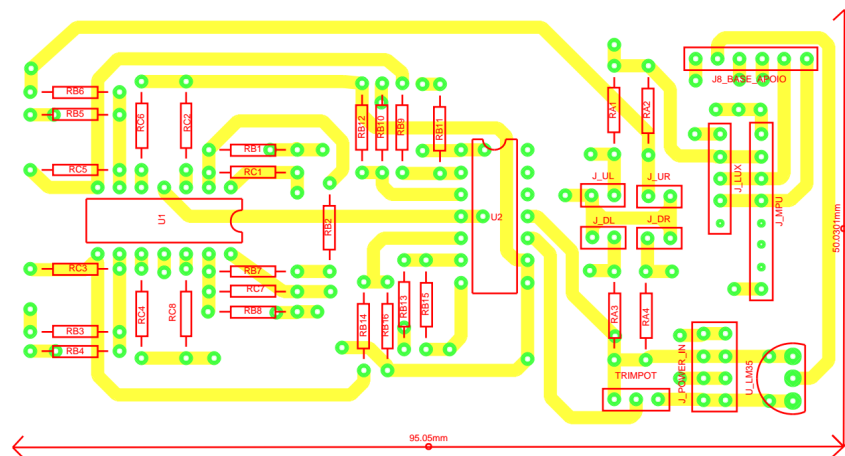 J8_BASE_APOIO
RB6
RB5
RC6
RC2
RB12
RB10
RB9
RB11
RA1
RA2
RB1
RC1
RC5
J_UL
J_UR
J_LUX
J_MPU
U1
RB2
U2
J_DL
J_DR
50.0301mm
RC3
RB7
RC7
RB8
RC4
RC8
RB13
RB15
RB14
RB16
RA3
RA4
RB3
RB4
J_POWER_IN
U_LM35
TRIMPOT
95.05mm